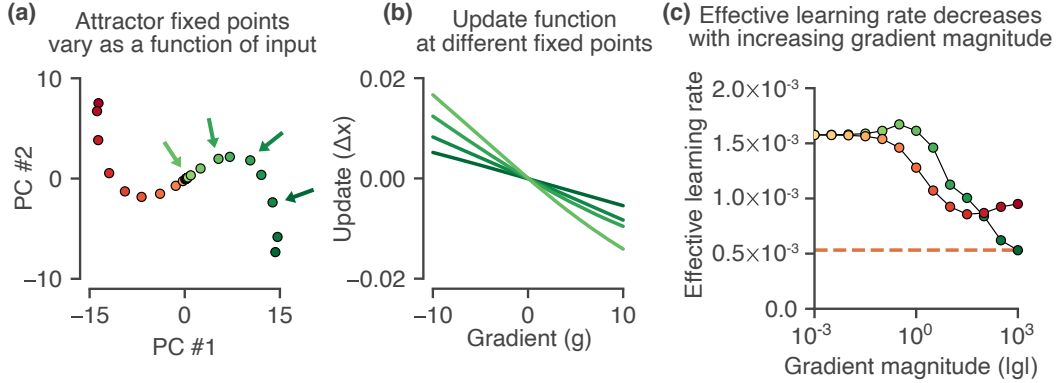 (a)
Attractor fixed points
vary as a function of input
10
0
−10
PC #2
−15
0
15
PC #1
(b)
Update function
at different fixed points
0.02
0.00
−0.02
Update (Δx)
−10
0
10
Gradient (g)
(c)
Effective learning rate decreases
with increasing gradient magnitude
2.0×10⁻³
1.5×10⁻³
1.0×10⁻³
0.5×10⁻³
0.0
Effective learning rate
10⁻³
10⁰
10³
Gradient magnitude (|g|)